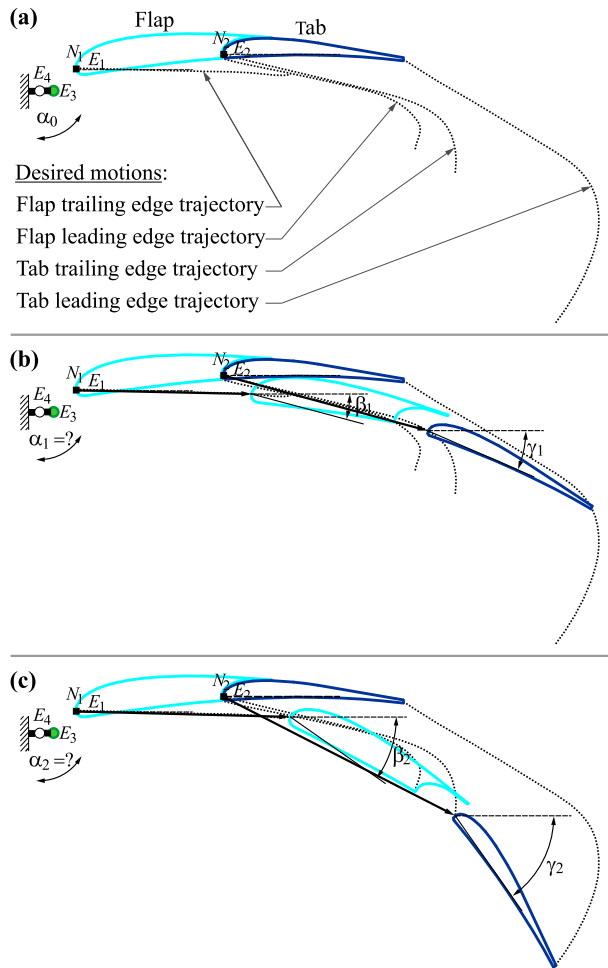 (a)
Flap
Tab
N1
E1
N2
E2
E4
E3
α0
Desired motions:
Flap trailing edge trajectory
Flap leading edge trajectory
Tab trailing edge trajectory
Tab leading edge trajectory
(b)
N1
E1
N2
E2
E4
E3
α1 =?
β1
γ1
(c)
N1
E1
N2
E2
E4
E3
α2 =?
β2
γ2